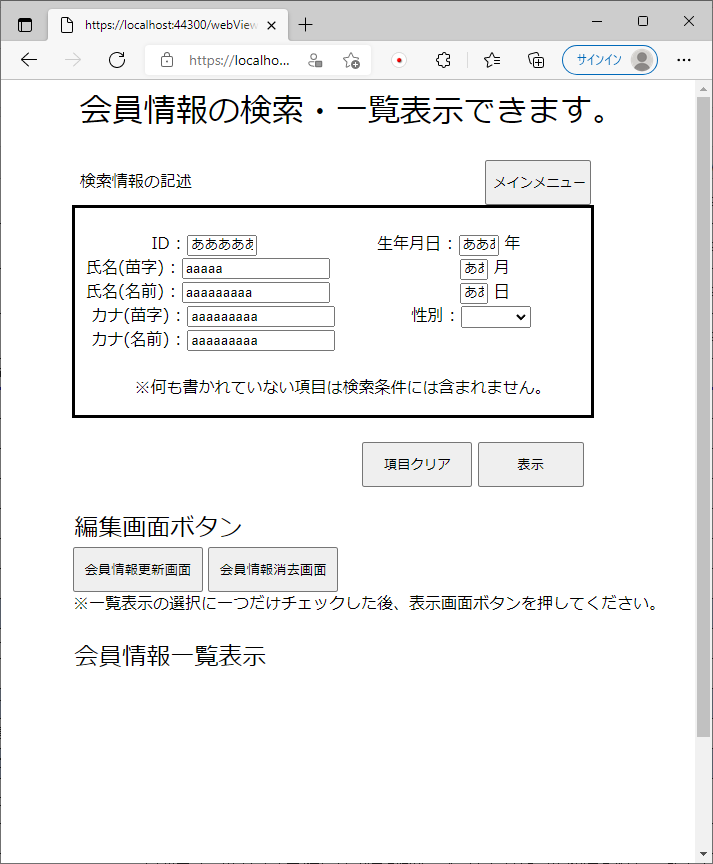 https://localhost:44300/webView
https://localho...
サインイン
会員情報の検索・一覧表示できます。
検索情報の記述
メインメニュー
ID : あああああ 生年月日 : あああ 年
氏名(苗字) : aaaaa ああ 月
氏名(名前) : aaaaaaaaa ああ 日
カナ(苗字) : aaaaaaaaa 性別 :
カナ(名前) : aaaaaaaaa
※何も書かれていない項目は検索条件には含まれません。
項目クリア 表示
編集画面ボタン
会員情報更新画面 会員情報消去画面
※一覧表示の選択に一つだけチェックした後、表示画面ボタンを押してください。
会員情報一覧表示